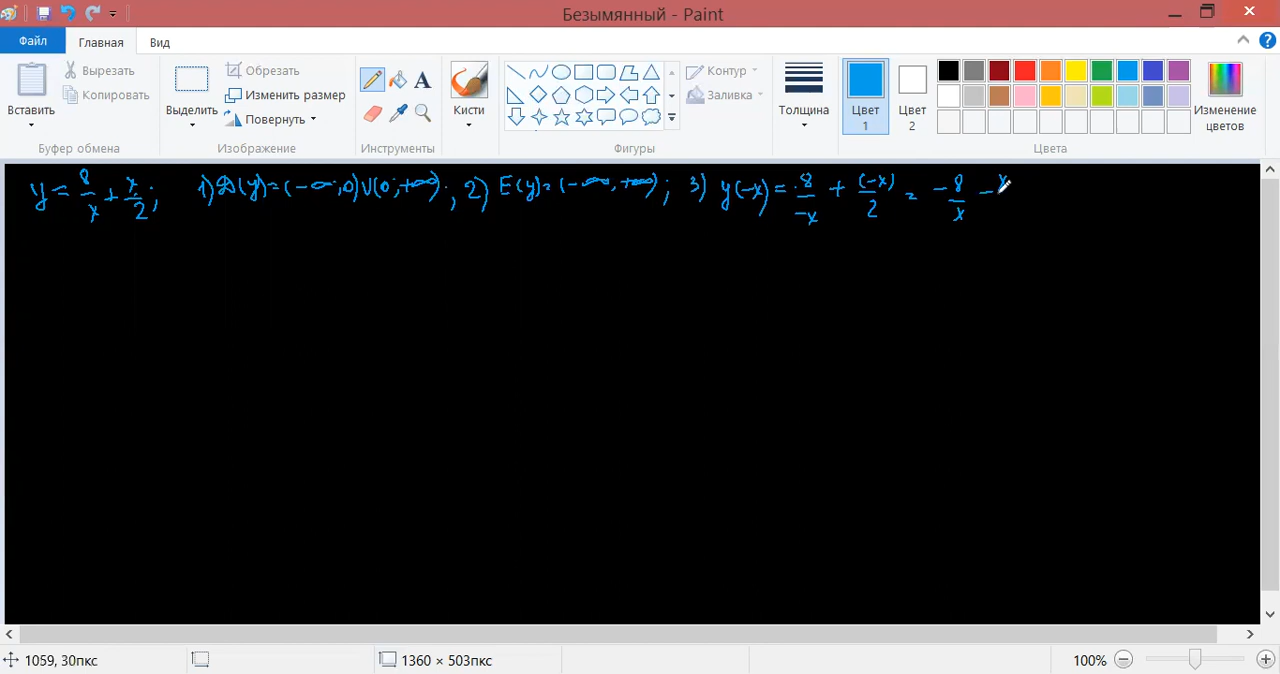 Безымянный - Paint
Файл Главная Вид
Вставить
Вырезать
Копировать
Буфер обмена
Выделить
Обрезать
Изменить размер
Повернуть
Изображение
Инструменты
Кисти
Контур
Заливка
Фигуры
Толщина
Цвет 1
Цвет 2
Изменение цветов
Цвета
y = 8/x + x/2; 1) D(y)=(-∞;0)∪(0;+∞); 2) E(y)=(-∞,+∞); 3) y(-x) = 8/-x + (-x)/2 = -8/x - x
1059, 30пкс 1360 × 503пкс 100%